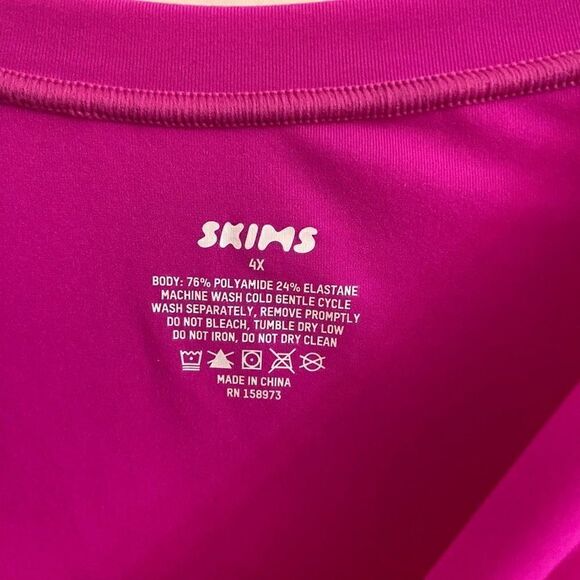 SKIMS
4X
BODY: 76% POLYAMIDE 24% ELASTANE
MACHINE WASH COLD GENTLE CYCLE
WASH SEPARATELY, REMOVE PROMPTLY
DO NOT BLEACH, TUMBLE DRY LOW
DO NOT IRON, DO NOT DRY CLEAN
MADE IN CHINA
RN 158973